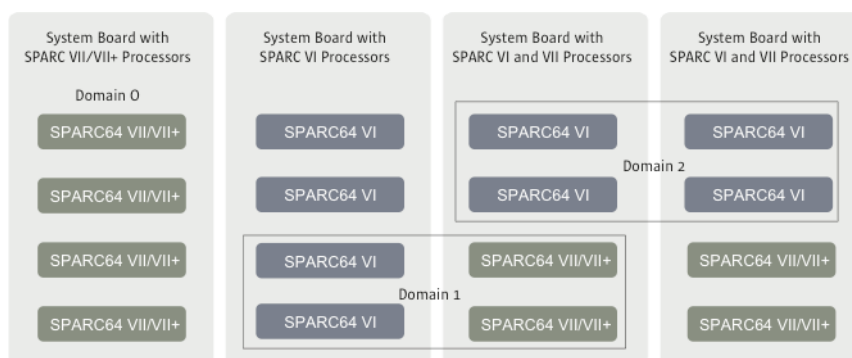 System Board with
SPARC VII/VII+ Processors
Domain 0
SPARC64 VII/VII+
SPARC64 VII/VII+
SPARC64 VII/VII+
SPARC64 VII/VII+
System Board with
SPARC VI Processors
SPARC64 VI
SPARC64 VI
SPARC64 VI
Domain 1
SPARC64 VI
System Board with
SPARC VI and VII Processors
SPARC64 VI
Domain 2
SPARC64 VI
SPARC64 VII/VII+
SPARC64 VII/VII+
System Board with
SPARC VI and VII Processors
SPARC64 VI
SPARC64 VI
SPARC64 VII/VII+
SPARC64 VII/VII+